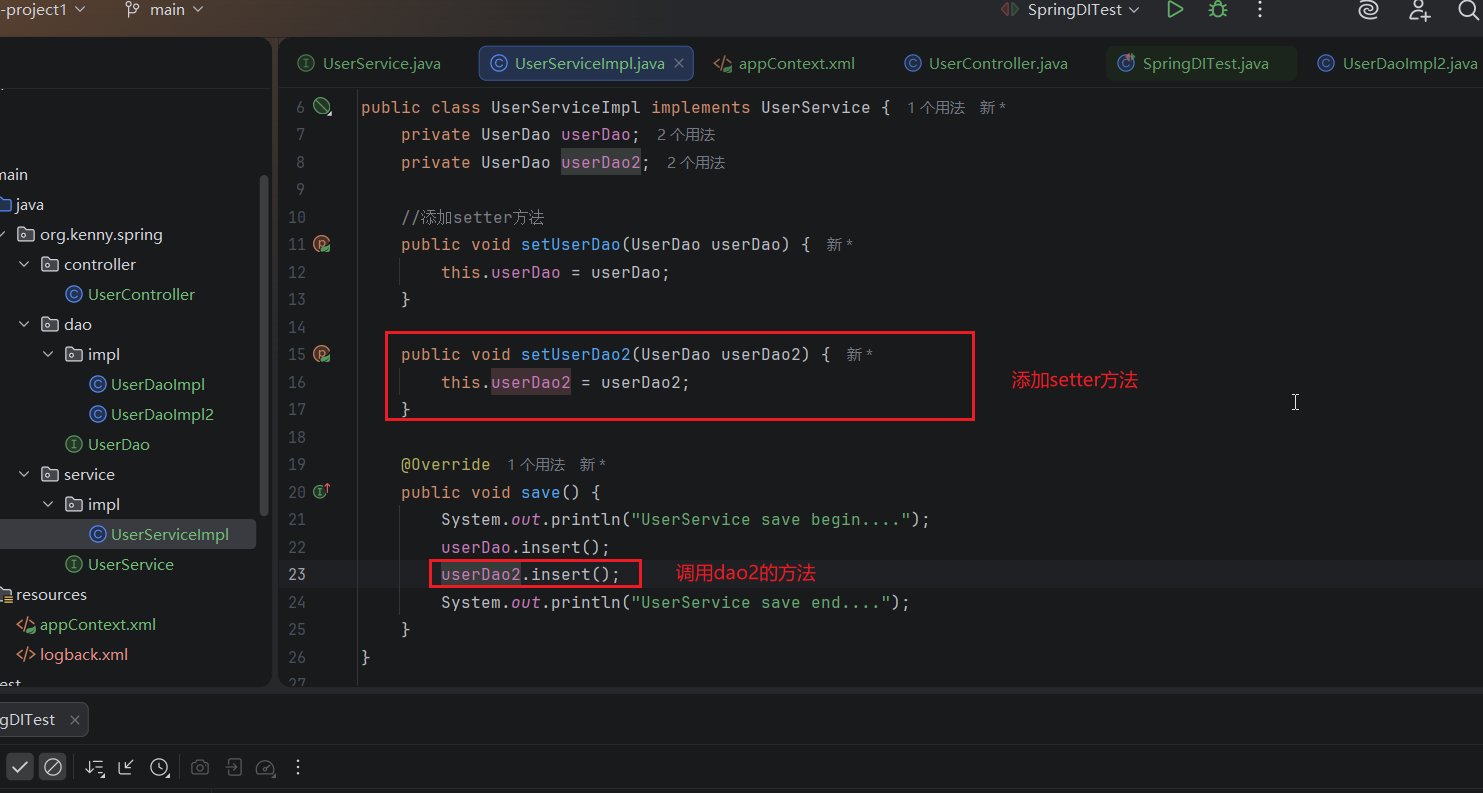 -project1 main SpringDITest
UserService.java UserServiceImpl.java appContext.xml UserController.java SpringDITest.java UserDaoImpl2.java
main
java
org.kenny.spring
controller
UserController
dao
impl
UserDaoImpl
UserDaoImpl2
UserDao
service
impl
UserServiceImpl
UserService
resources
appContext.xml
logback.xml
est
6 public class UserServiceImpl implements UserService { 1 个用法 新 *
7 private UserDao userDao; 2 个用法
8 private UserDao userDao2; 2 个用法
9
10 //添加setter方法
11 public void setUserDao(UserDao userDao) { 新 *
12 this.userDao = userDao;
13 }
14
15 public void setUserDao2(UserDao userDao2) { 新 *
16 this.userDao2 = userDao2;
17 }
添加setter方法
18
19 @Override 1 个用法 新 *
20 public void save() {
21 System.out.println("UserService save begin....");
22 userDao.insert();
23 userDao2.insert(); 调用dao2的方法
24 System.out.println("UserService save end....");
25 }
26 }
27
ngDITest